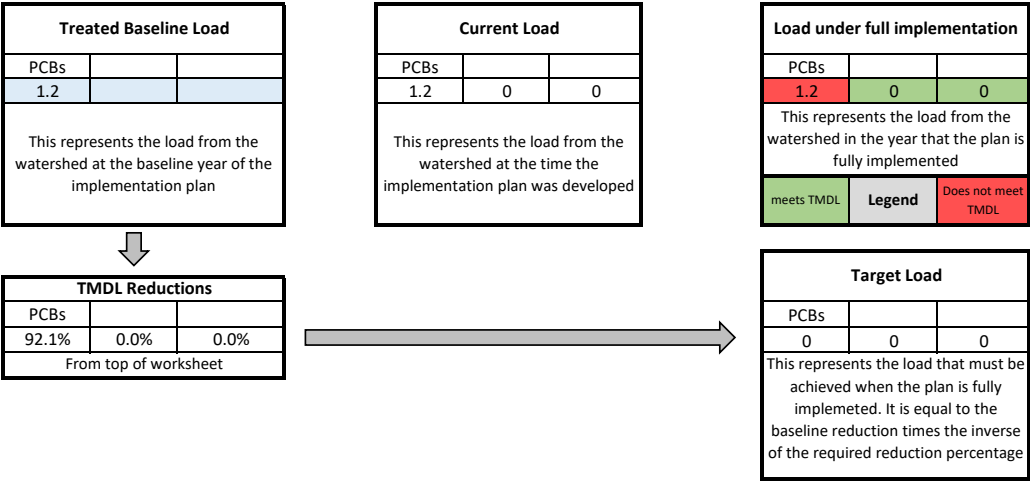 Treated Baseline Load
PCBs
1.2
This represents the load from the
watershed at the baseline year of the
implementation plan
Current Load
PCBs
1.2 0 0
This represents the load from the
watershed at the time the
implementation plan was developed
Load under full implementation
PCBs
1.2 0 0
This represents the load from the
watershed in the year that the plan is
fully implemented
meets TMDL Legend Does not meet
TMDL
TMDL Reductions
PCBs
92.1% 0.0% 0.0%
From top of worksheet
Target Load
PCBs
0 0 0
This represents the load that must be
achieved when the plan is fully
implemeted. It is equal to the
baseline reduction times the inverse
of the required reduction percentage